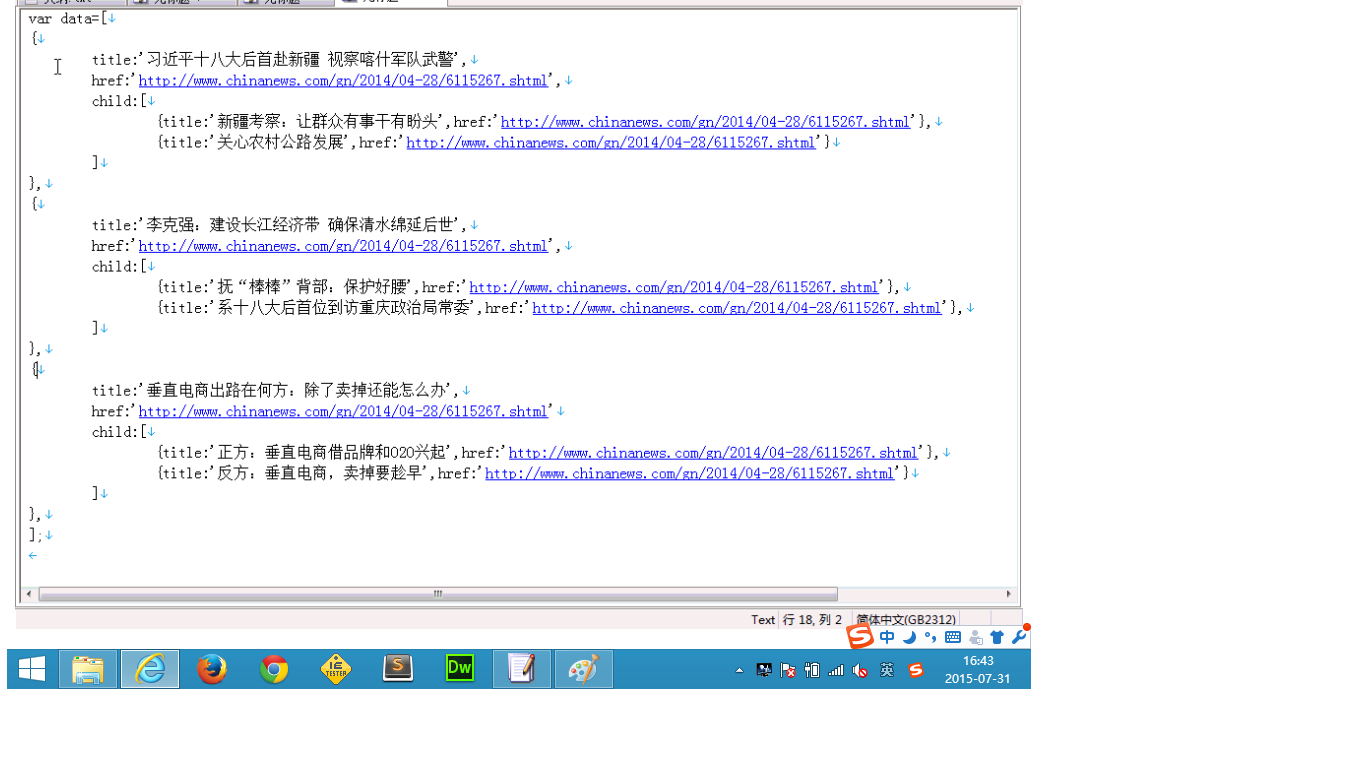 var data=[
{
title:'习近平十八大后首赴新疆 视察喀什军队武警',
href:'http://www.chinanews.com/gn/2014/04-28/6115267.shtml',
child:[
{title:'新疆考察：让群众有事干有盼头',href:'http://www.chinanews.com/gn/2014/04-28/6115267.shtml'},
{title:'关心农村公路发展',href:'http://www.chinanews.com/gn/2014/04-28/6115267.shtml'}
]
},
{
title:'李克强：建设长江经济带 确保清水绵延后世',
href:'http://www.chinanews.com/gn/2014/04-28/6115267.shtml',
child:[
{title:'抚“棒棒”背部：保护好腰',href:'http://www.chinanews.com/gn/2014/04-28/6115267.shtml'},
{title:'系十八大后首位到访重庆政治局常委',href:'http://www.chinanews.com/gn/2014/04-28/6115267.shtml'},
]
},
{
title:'垂直电商出路在何方：除了卖掉还能怎么办',
href:'http://www.chinanews.com/gn/2014/04-28/6115267.shtml'
child:[
{title:'正方：垂直电商借品牌和O2O兴起',href:'http://www.chinanews.com/gn/2014/04-28/6115267.shtml'},
{title:'反方：垂直电商，卖掉要趁早',href:'http://www.chinanews.com/gn/2014/04-28/6115267.shtml'}
]
},
];
Text 行 18, 列 2 简体中文(GB2312)
S 中
IE TESTER S Dw 英 S 16:43
2015-07-31